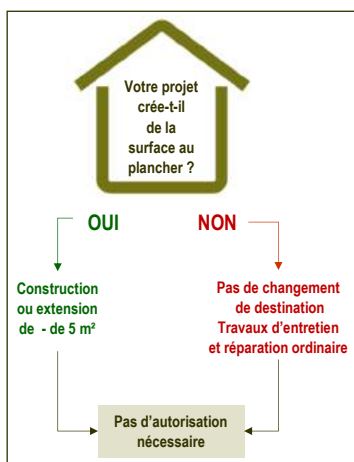 Votre projet
crée-t-il
de la
surface au
plancher ?
OUI
NON
Construction
ou extension
de - de 5 m²
Pas de changement
de destination
Travaux d'entretien
et réparation ordinaire
Pas d'autorisation
nécessaire